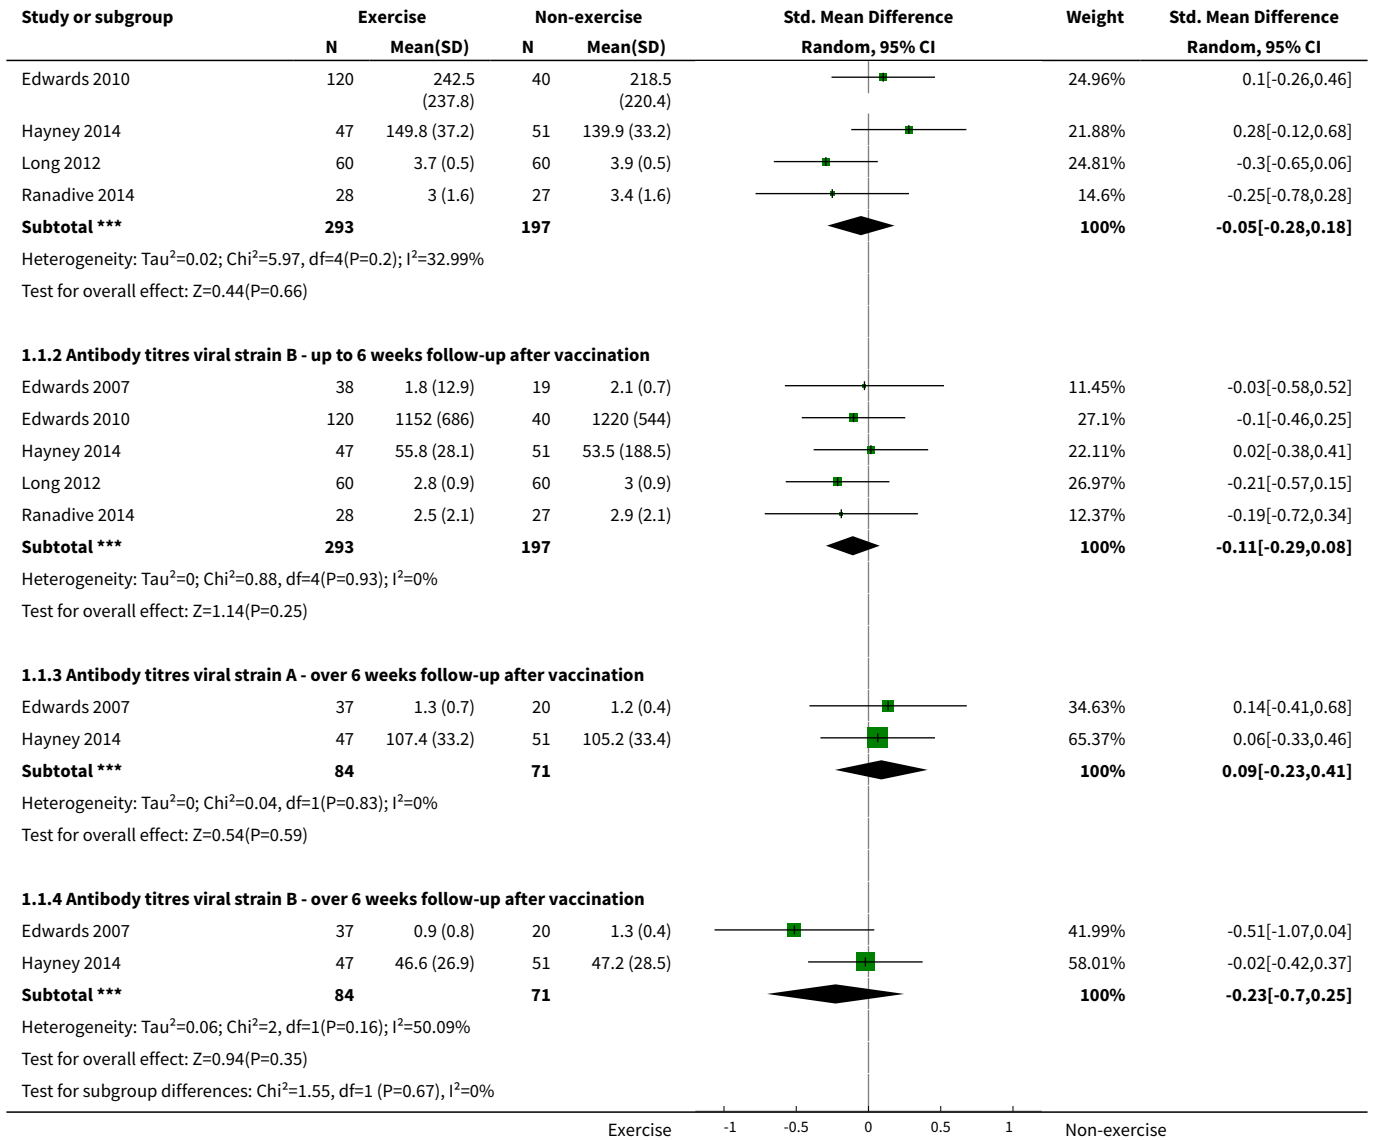 Study or subgroup Exercise Non-exercise Std. Mean Difference Weight Std. Mean Difference
N Mean(SD) N Mean(SD) Random, 95% CI Random, 95% CI
Edwards 2010 120 242.5 40 218.5 24.96% 0.1[-0.26,0.46]
(237.8) (220.4)
Hayney 2014 47 149.8 (37.2) 51 139.9 (33.2) 21.88% 0.28[-0.12,0.68]
Long 2012 60 3.7 (0.5) 60 3.9 (0.5) 24.81% -0.3[-0.65,0.06]
Ranadive 2014 28 3 (1.6) 27 3.4 (1.6) 14.6% -0.25[-0.78,0.28]
Subtotal *** 293 197 100% -0.05[-0.28,0.18]
Heterogeneity: Tau²=0.02; Chi²=5.97, df=4(P=0.2); I²=32.99%
Test for overall effect: Z=0.44(P=0.66)
1.1.2 Antibody titres viral strain B - up to 6 weeks follow-up after vaccination
Edwards 2007 38 1.8 (12.9) 19 2.1 (0.7) 11.45% -0.03[-0.58,0.52]
Edwards 2010 120 1152 (686) 40 1220 (544) 27.1% -0.1[-0.46,0.25]
Hayney 2014 47 55.8 (28.1) 51 53.5 (188.5) 22.11% 0.02[-0.38,0.41]
Long 2012 60 2.8 (0.9) 60 3 (0.9) 26.97% -0.21[-0.57,0.15]
Ranadive 2014 28 2.5 (2.1) 27 2.9 (2.1) 12.37% -0.19[-0.72,0.34]
Subtotal *** 293 197 100% -0.11[-0.29,0.08]
Heterogeneity: Tau²=0; Chi²=0.88, df=4(P=0.93); I²=0%
Test for overall effect: Z=1.14(P=0.25)
1.1.3 Antibody titres viral strain A - over 6 weeks follow-up after vaccination
Edwards 2007 37 1.3 (0.7) 20 1.2 (0.4) 34.63% 0.14[-0.41,0.68]
Hayney 2014 47 107.4 (33.2) 51 105.2 (33.4) 65.37% 0.06[-0.33,0.46]
Subtotal *** 84 71 100% 0.09[-0.23,0.41]
Heterogeneity: Tau²=0; Chi²=0.04, df=1(P=0.83); I²=0%
Test for overall effect: Z=0.54(P=0.59)
1.1.4 Antibody titres viral strain B - over 6 weeks follow-up after vaccination
Edwards 2007 37 0.9 (0.8) 20 1.3 (0.4) 41.99% -0.51[-1.07,0.04]
Hayney 2014 47 46.6 (26.9) 51 47.2 (28.5) 58.01% -0.02[-0.42,0.37]
Subtotal *** 84 71 100% -0.23[-0.7,0.25]
Heterogeneity: Tau²=0.06; Chi²=2, df=1(P=0.16); I²=50.09%
Test for overall effect: Z=0.94(P=0.35)
Test for subgroup differences: Chi²=1.55, df=1 (P=0.67), I²=0%
Exercise -1 -0.5 0 0.5 1 Non-exercise